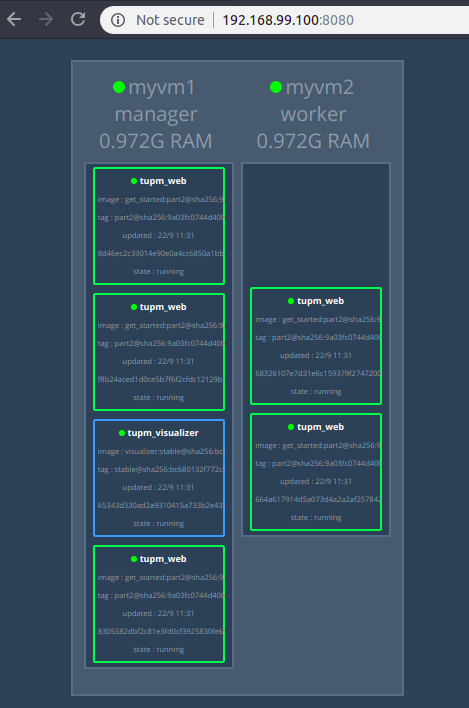 Not secure | 192.168.99.100:8080
myvm1
manager
0.972G RAM
tupm_web
image : get_started:part2@sha256:9
tag : part2@sha256:9a03fc0744d400
updated : 22/9 11:31
8d46ec2c33014e90e0a4cc6850a1bb
state : running
tupm_web
image : get_started:part2@sha256:9
tag : part2@sha256:9a03fc0744d400
updated : 22/9 11:31
f8b24aced1d0ce5b7f6f2cfdc12129b
state : running
tupm_visualizer
image : visualizer:stable@sha256:bc
tag : stable@sha256:bc680132f772c
updated : 22/9 11:31
65343d330ad2a9310415a733b2e43
state : running
tupm_web
image : get_started:part2@sha256:9
tag : part2@sha256:9a03fc0744d400
updated : 22/9 11:31
8305582dbf2c81e3fd0cf3925830fe6
state : running
myvm2
worker
0.972G RAM
tupm_web
image : get_started:part2@sha256:9
tag : part2@sha256:9a03fc0744d400
updated : 22/9 11:31
68326107e7d31e6c159379f2747200
state : running
tupm_web
image : get_started:part2@sha256:9
tag : part2@sha256:9a03fc0744d400
updated : 22/9 11:31
664a617914d5a073d4a2a2af257842
state : running